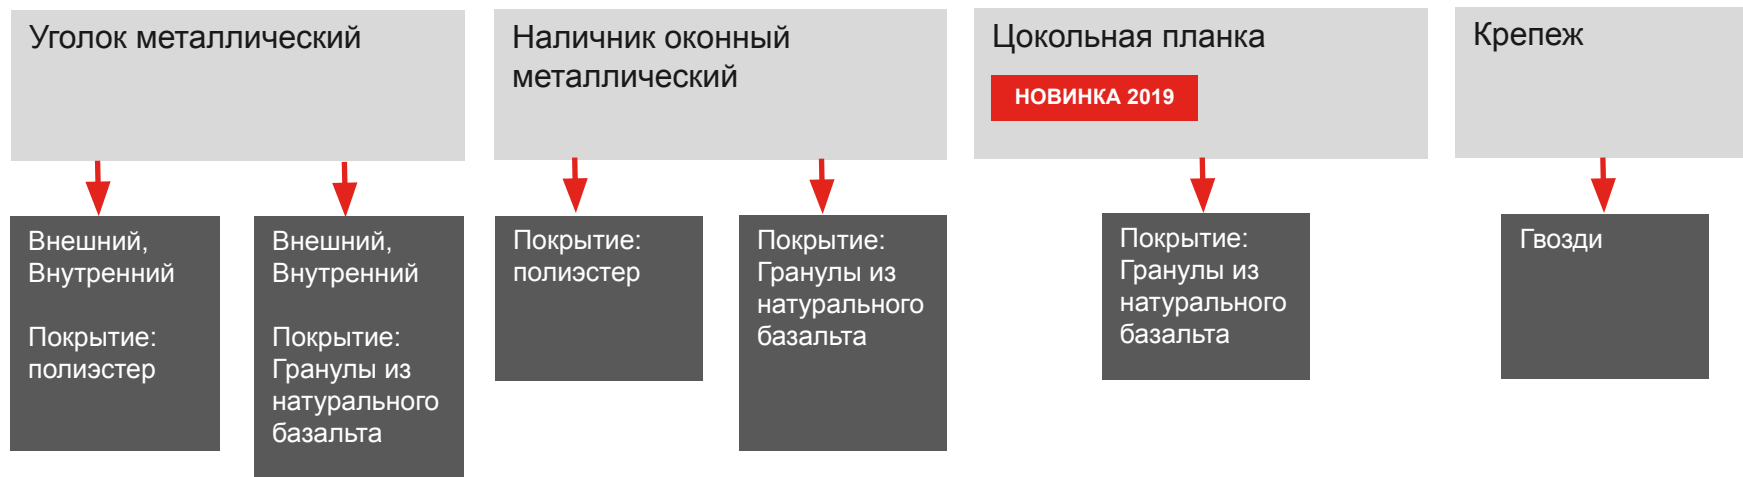 Уголок металлический
Наличник оконный
металлический
Цокольная планка
НОВИНКА 2019
Крепеж
Внешний,
Внутренний
Покрытие:
полиэстер
Внешний,
Внутренний
Покрытие:
Гранулы из
натурального
базальта
Покрытие:
полиэстер
Покрытие:
Гранулы из
натурального
базальта
Покрытие:
Гранулы из
натурального
базальта
Гвозди